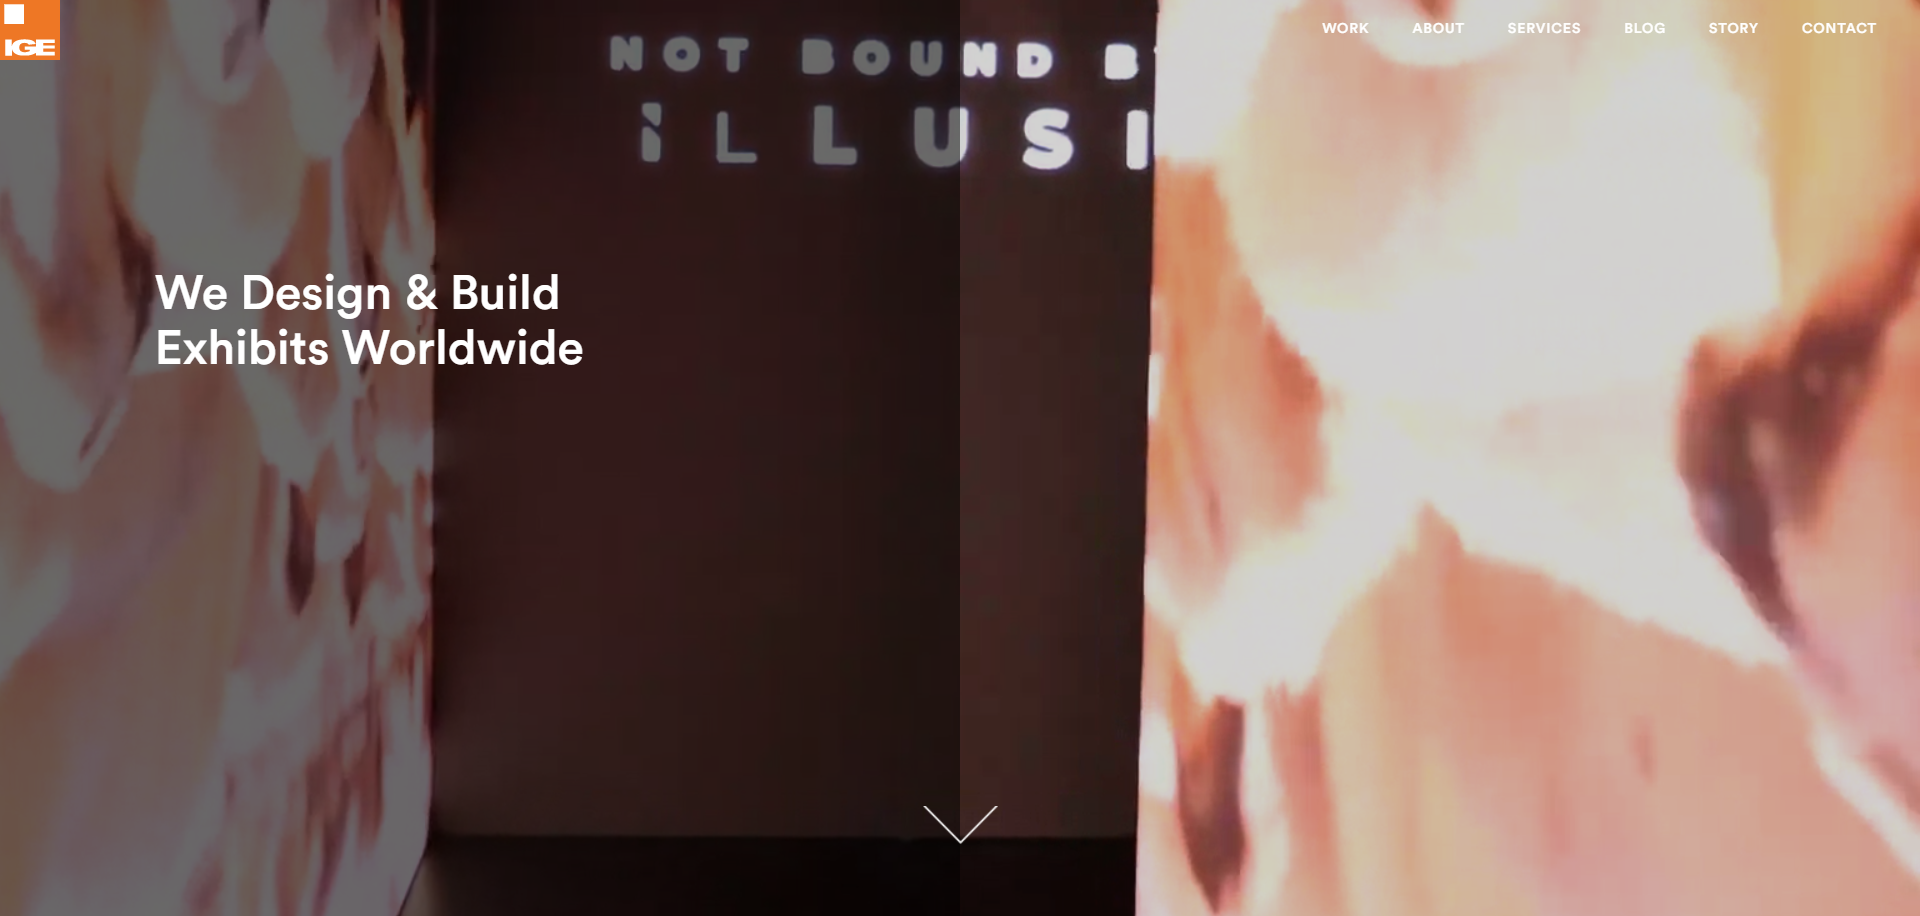 IGE
WORK ABOUT SERVICES BLOG STORY CONTACT
NOT BOUND
iLLUSI
We Design & Build
Exhibits Worldwide